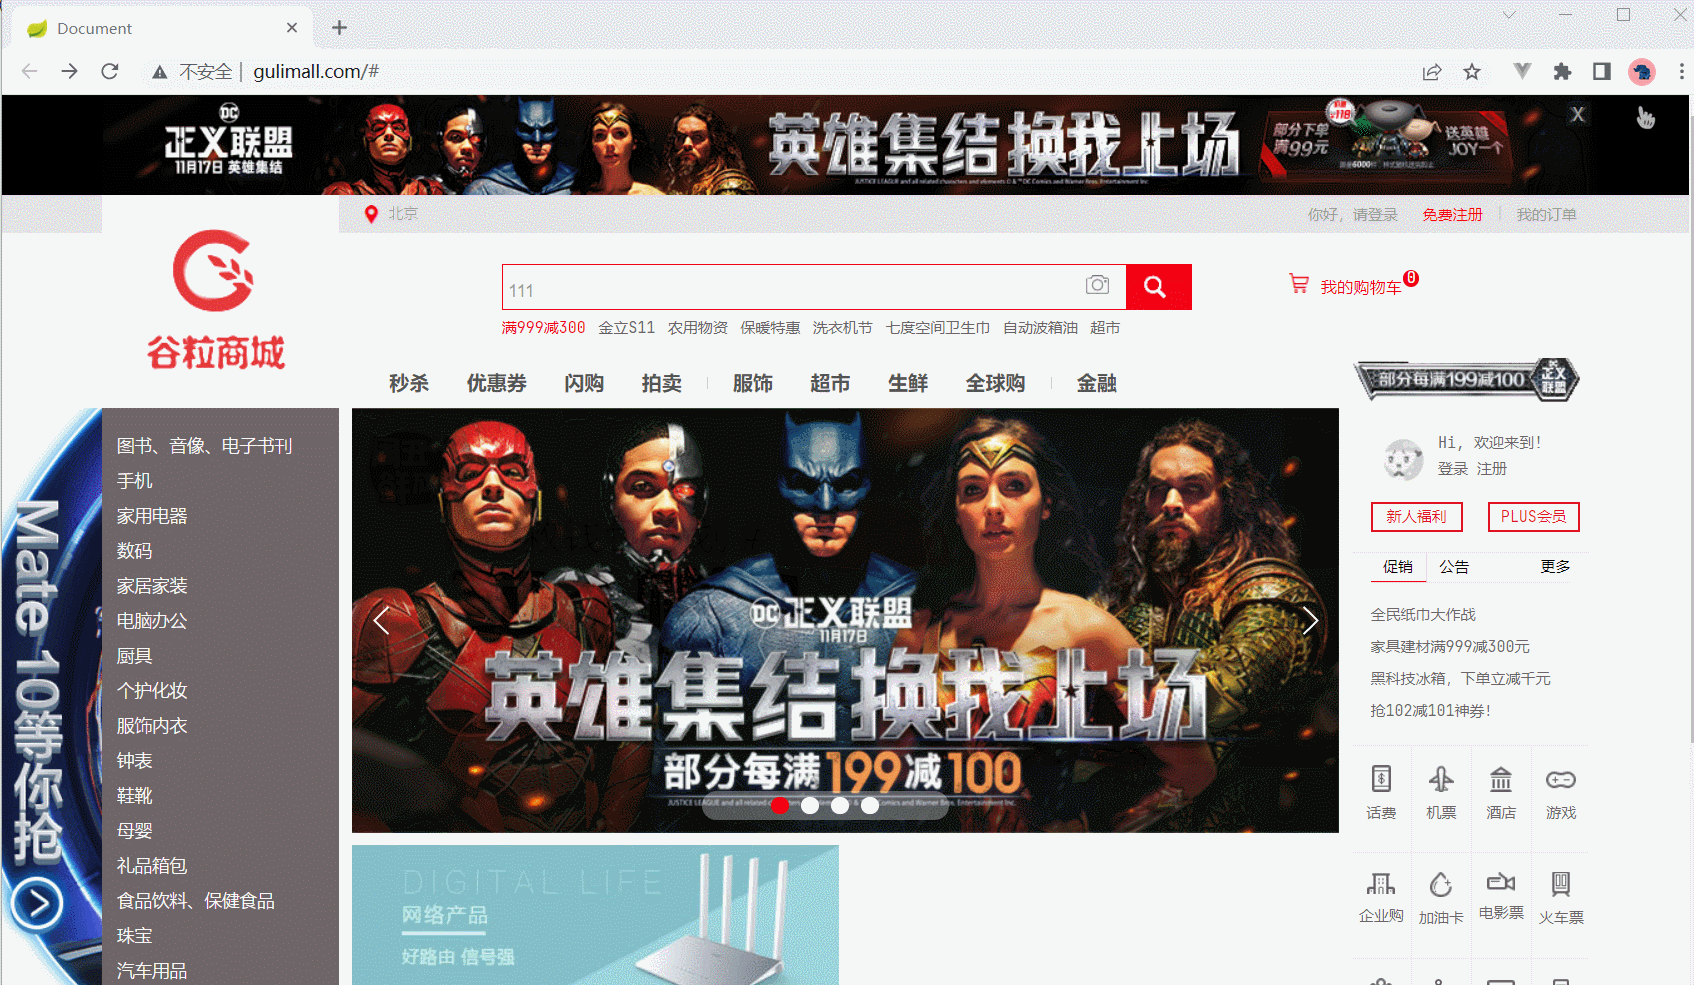 Document
不安全 | gulimall.com/#
DC
正义联盟
11月17日 英雄集结
英雄集结 换我上场
部分下单
满99元
送英雄
JOY一个
X
北京
你好，请登录 免费注册 我的订单
谷粒商城
111
我的购物车 0
满999减300 金立S11 农用物资 保暖特惠 洗衣机节 七度空间卫生巾 自动波箱油 超市
秒杀 优惠券 闪购 拍卖 服饰 超市 生鲜 全球购 金融
部分每满199减100 正义联盟
Mate 10等你抢
图书、音像、电子书刊
手机
家用电器
数码
家居家装
电脑办公
厨具
个护化妆
服饰内衣
钟表
鞋靴
母婴
礼品箱包
食品饮料、保健食品
珠宝
汽车用品
DC 正义联盟
11月17日
英雄集结 换我上场
部分每满199减100
DIGITAL LIFE
网络产品
好路由 信号强
Hi, 欢迎来到!
登录 注册
新人福利 PLUS会员
促销 公告 更多
全民纸巾大作战
家具建材满999减300元
黑科技冰箱，下单立减千元
抢102减101神券!
话费 机票 酒店 游戏
企业购 加油卡 电影票 火车票